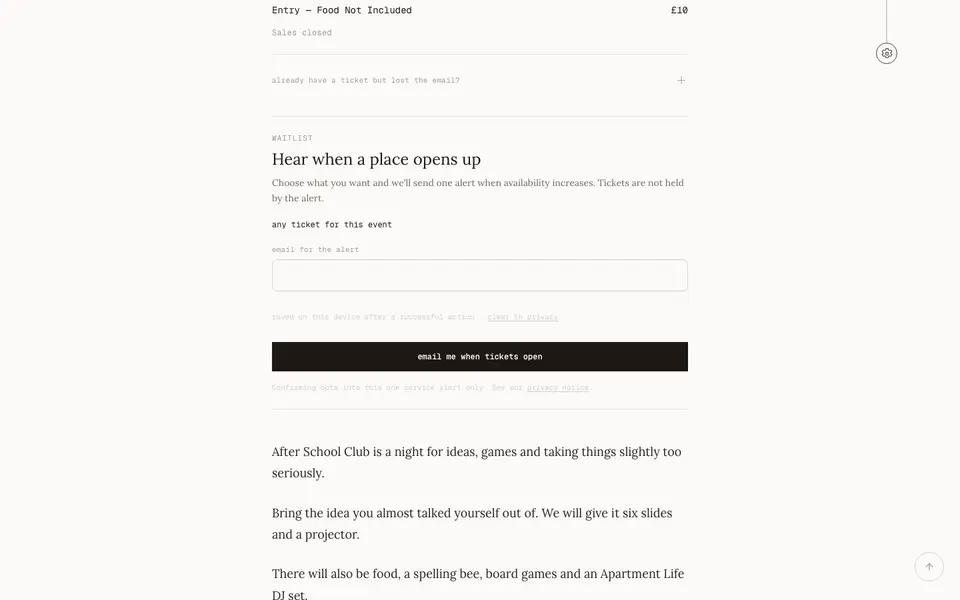 Entry — Food Not Included £10
Sales closed
already have a ticket but lost the email?
WAITLIST
Hear when a place opens up
Choose what you want and we'll send one alert when availability increases. Tickets are not held
by the alert.
any ticket for this event
email for the alert
saved on this device after a successful action clear in privacy
email me when tickets open
Confirming opts into this one service alert only. See our privacy notice.
After School Club is a night for ideas, games and taking things slightly too
seriously.
Bring the idea you almost talked yourself out of. We will give it six slides
and a projector.
There will also be food, a spelling bee, board games and an Apartment Life
DJ set.